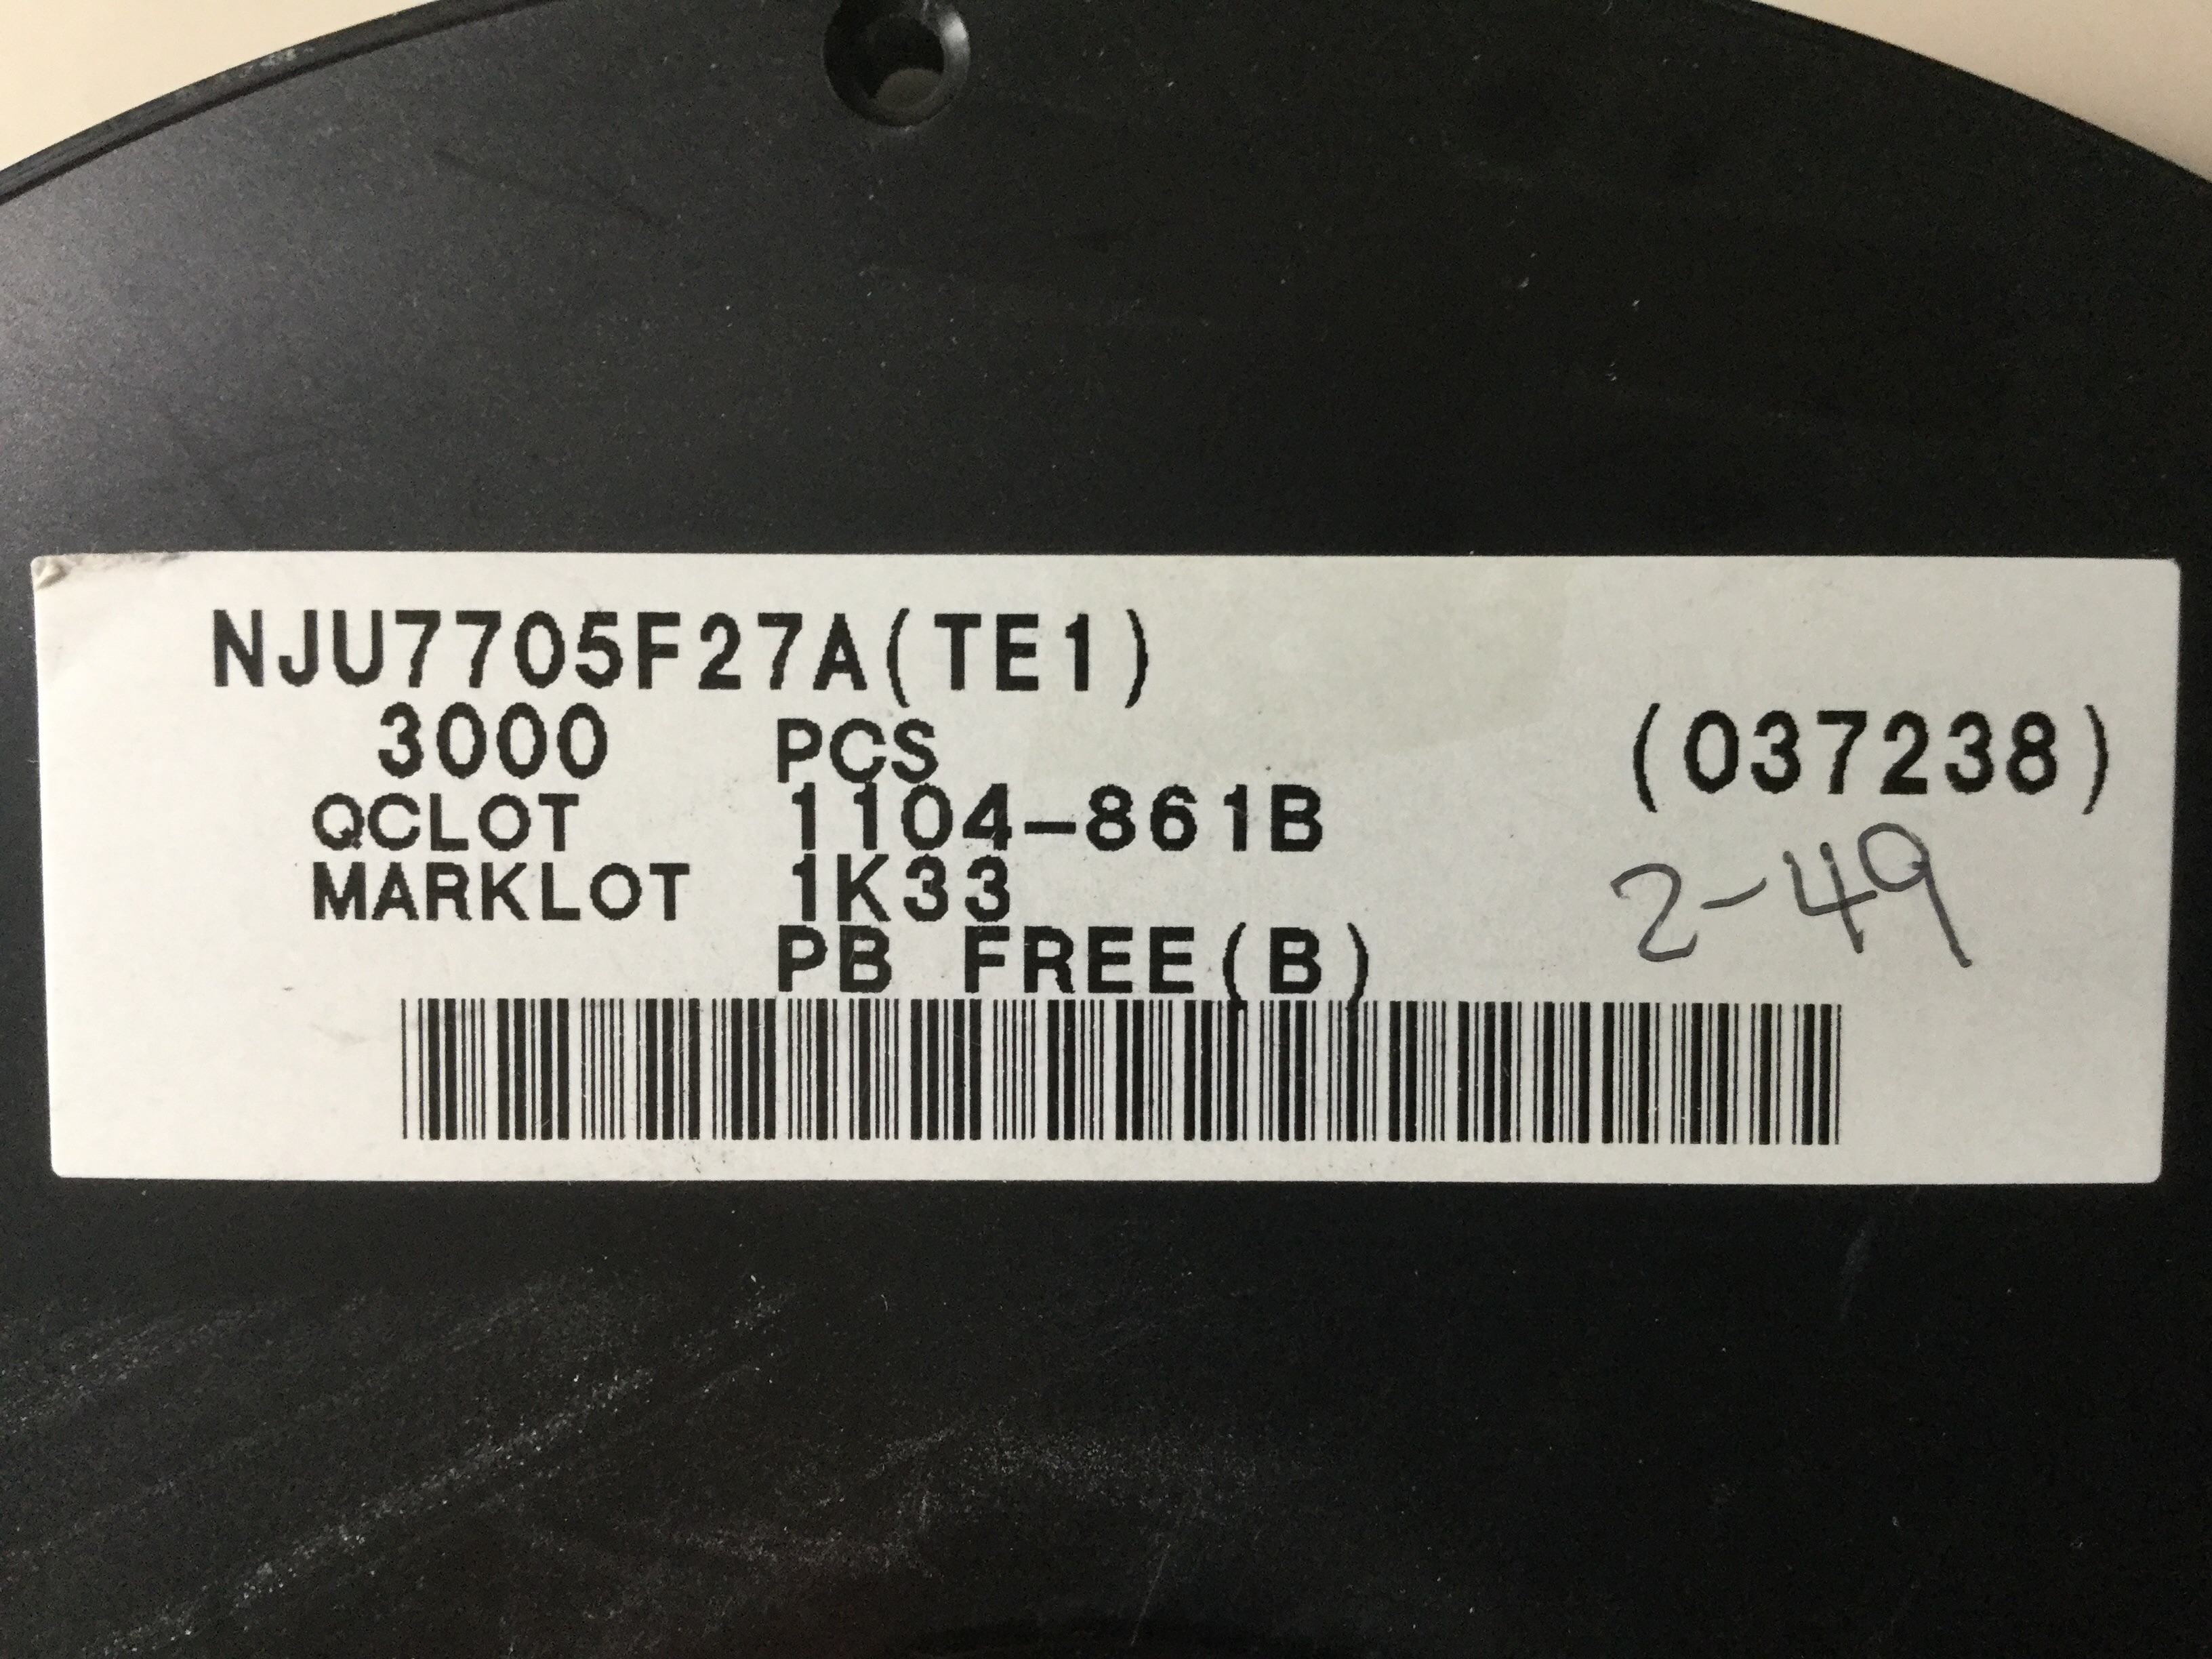 NJU7705F27A(TE1)
3000 PCS (037238)
QCLOT 1104-861B
MARKLOT 1K33
2-49
PB FREE(B)